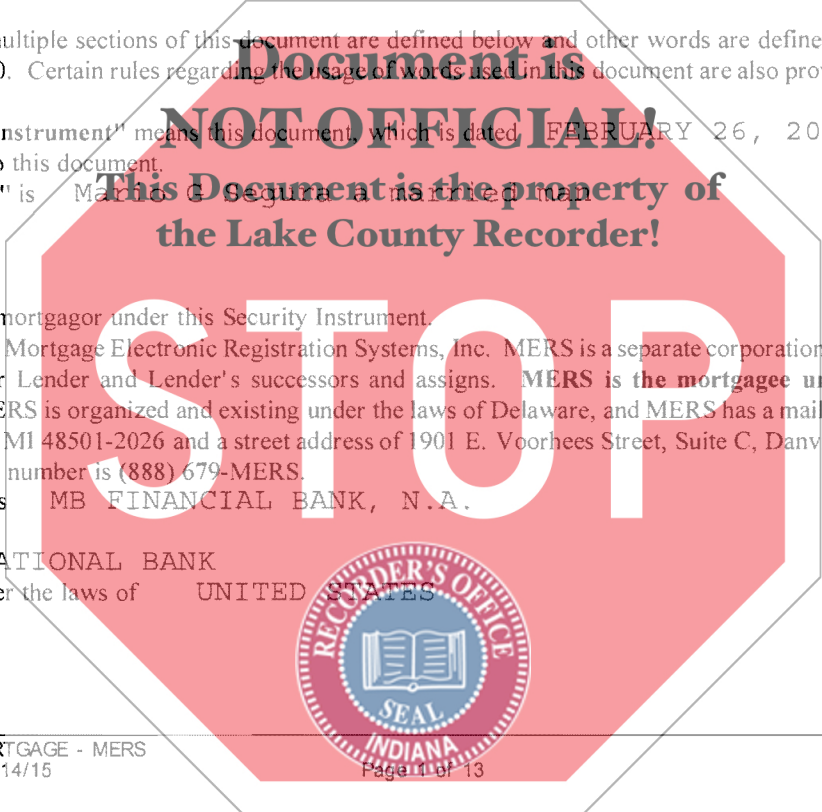 ultiple sections of this document are defined below and other words are define
). Certain rules regarding the usage of words used in this document are also pro
Document is
NOT OFFICIAL!
nstrument" means this document, which is dated FEBRUARY 26, 20
this document.
" is Mario G Segura a married man
This Document is the property of
the Lake County Recorder!
mortgagor under this Security Instrument.
Mortgage Electronic Registration Systems, Inc. MERS is a separate corporation
Lender and Lender's successors and assigns. MERS is the mortgagee u
ERS is organized and existing under the laws of Delaware, and MERS has a mail
MI 48501-2026 and a street address of 1901 E. Voorhees Street, Suite C, Danv
number is (888) 679-MERS.
STOP
MB FINANCIAL BANK, N.A.
ATIONAL BANK
er the laws of UNITED STATES
RECORDER'S OFFICE
SEAL
INDIANA
RTGAGE - MERS
14/15
Page 1 of 13